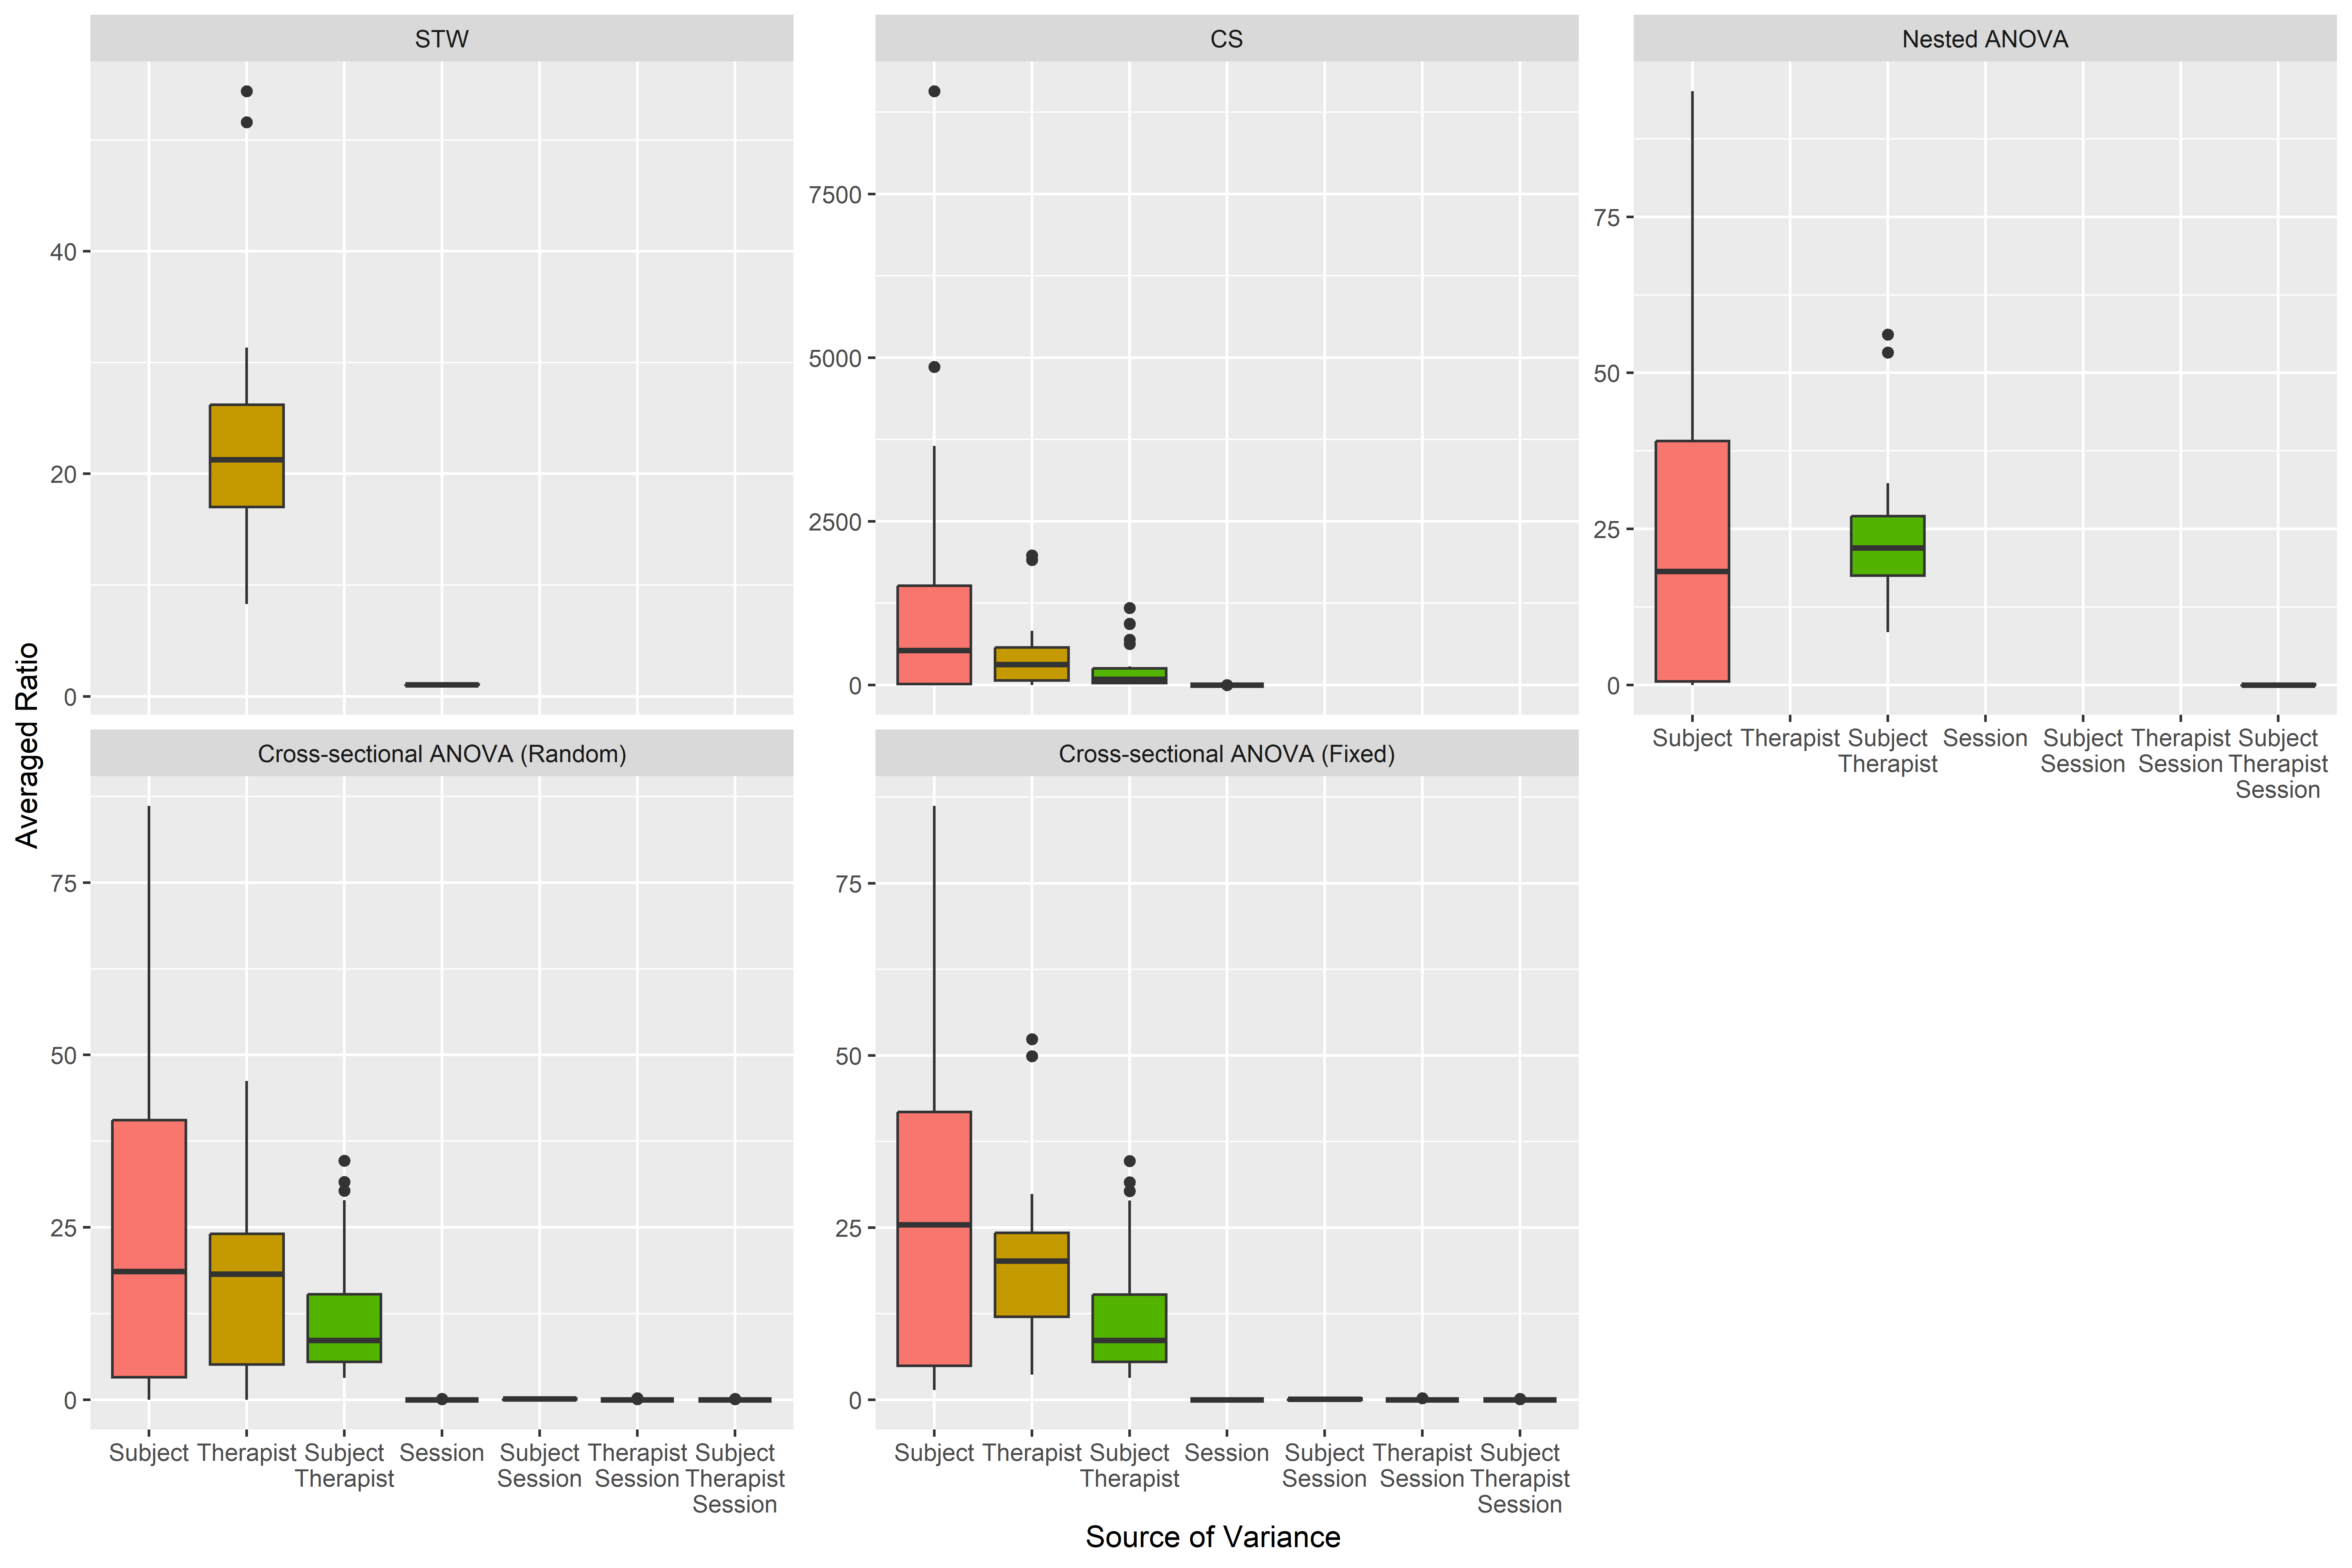 STW
CS
Nested ANOVA
Averaged Ratio
40
20
0
7500
5000
2500
0
75
50
25
0
Subject Therapist Subject Session Subject Therapist Subject
Therapist Session Session Therapist
Session
Cross-sectional ANOVA (Random)
Cross-sectional ANOVA (Fixed)
75
50
25
0
75
50
25
0
Subject Therapist Subject Session Subject Therapist Subject
Therapist Session Session Therapist
Session
Subject Therapist Subject Session Subject Therapist Subject
Therapist Session Session Therapist
Session
Source of Variance